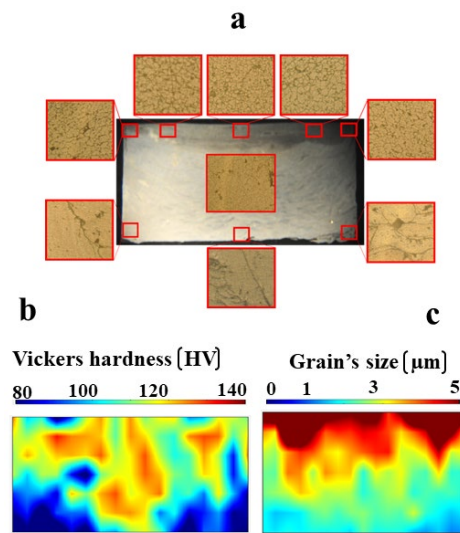 a
b
c
Vickers hardness (HV)
80 100 120 140
Grain's size (μm)
0 1 3 5